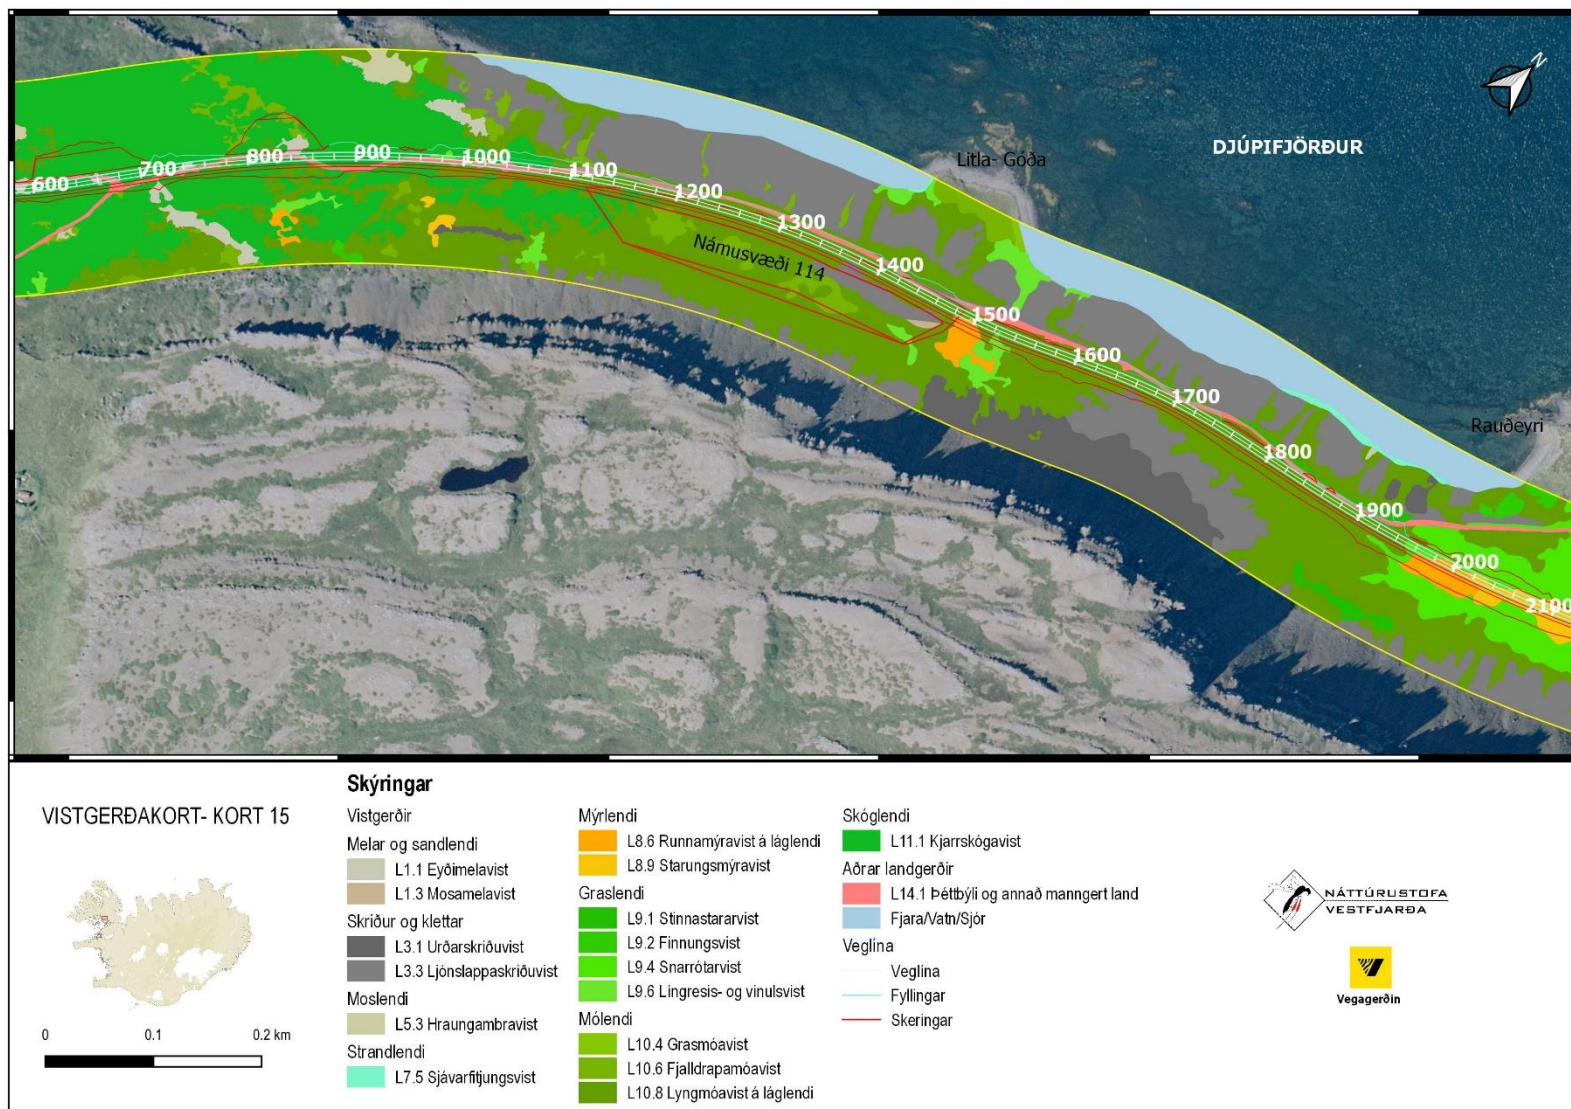 N
DJÚPIFJÖRÐUR
Litla- Góða
600
700
800
900
1000
1100
1200
1300
Námusvæði 114
1400
1500
1600
1700
Rauðeyri
1800
1900
2000
2100
VISTGERÐAKORT- KORT 15
0 0.1 0.2 km
Skýringar
Vistgerðir
Melar og sandlendi
L1.1 Eyðimelavist
L1.3 Mosamelavist
Skriður og klettar
L3.1 Urðarskriðuvist
L3.3 Ljónslappaskriðuvist
Moslendi
L5.3 Hraungambravist
Strandlendi
L7.5 Sjávarfitjungsvist
Mýrlendi
L8.6 Runnamýravist á láglendi
L8.9 Starungsmýravist
Graslendi
L9.1 Stinnastararvist
L9.2 Finnungsvist
L9.4 Snarrótarvist
L9.6 Língresis- og vinulsvist
Mólendi
L10.4 Grasmóavist
L10.6 Fjalldrapamóavist
L10.8 Lyngmóavist á láglendi
Skóglendi
L11.1 Kjarrskógavist
Aðrar landgerðir
L14.1 Þéttbýli og annað manngert land
Fjara/Vatn/Sjór
Veglína
Veglína
Fyllingar
Skeringar
NÁTTÚRUSTOFA
VESTFJARÐA
Vegagerðin